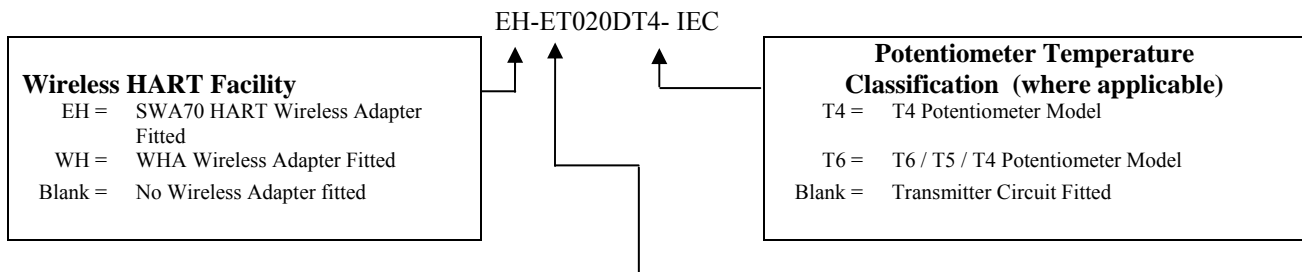 EH-ET020DT4- IEC
Wireless HART Facility
EH = SWA70 HART Wireless Adapter
Fitted
WH = WHA Wireless Adapter Fitted
Blank = No Wireless Adapter fitted
Potentiometer Temperature
Classification (where applicable)
T4 = T4 Potentiometer Model
T6 = T6 / T5 / T4 Potentiometer Model
Blank = Transmitter Circuit Fitted